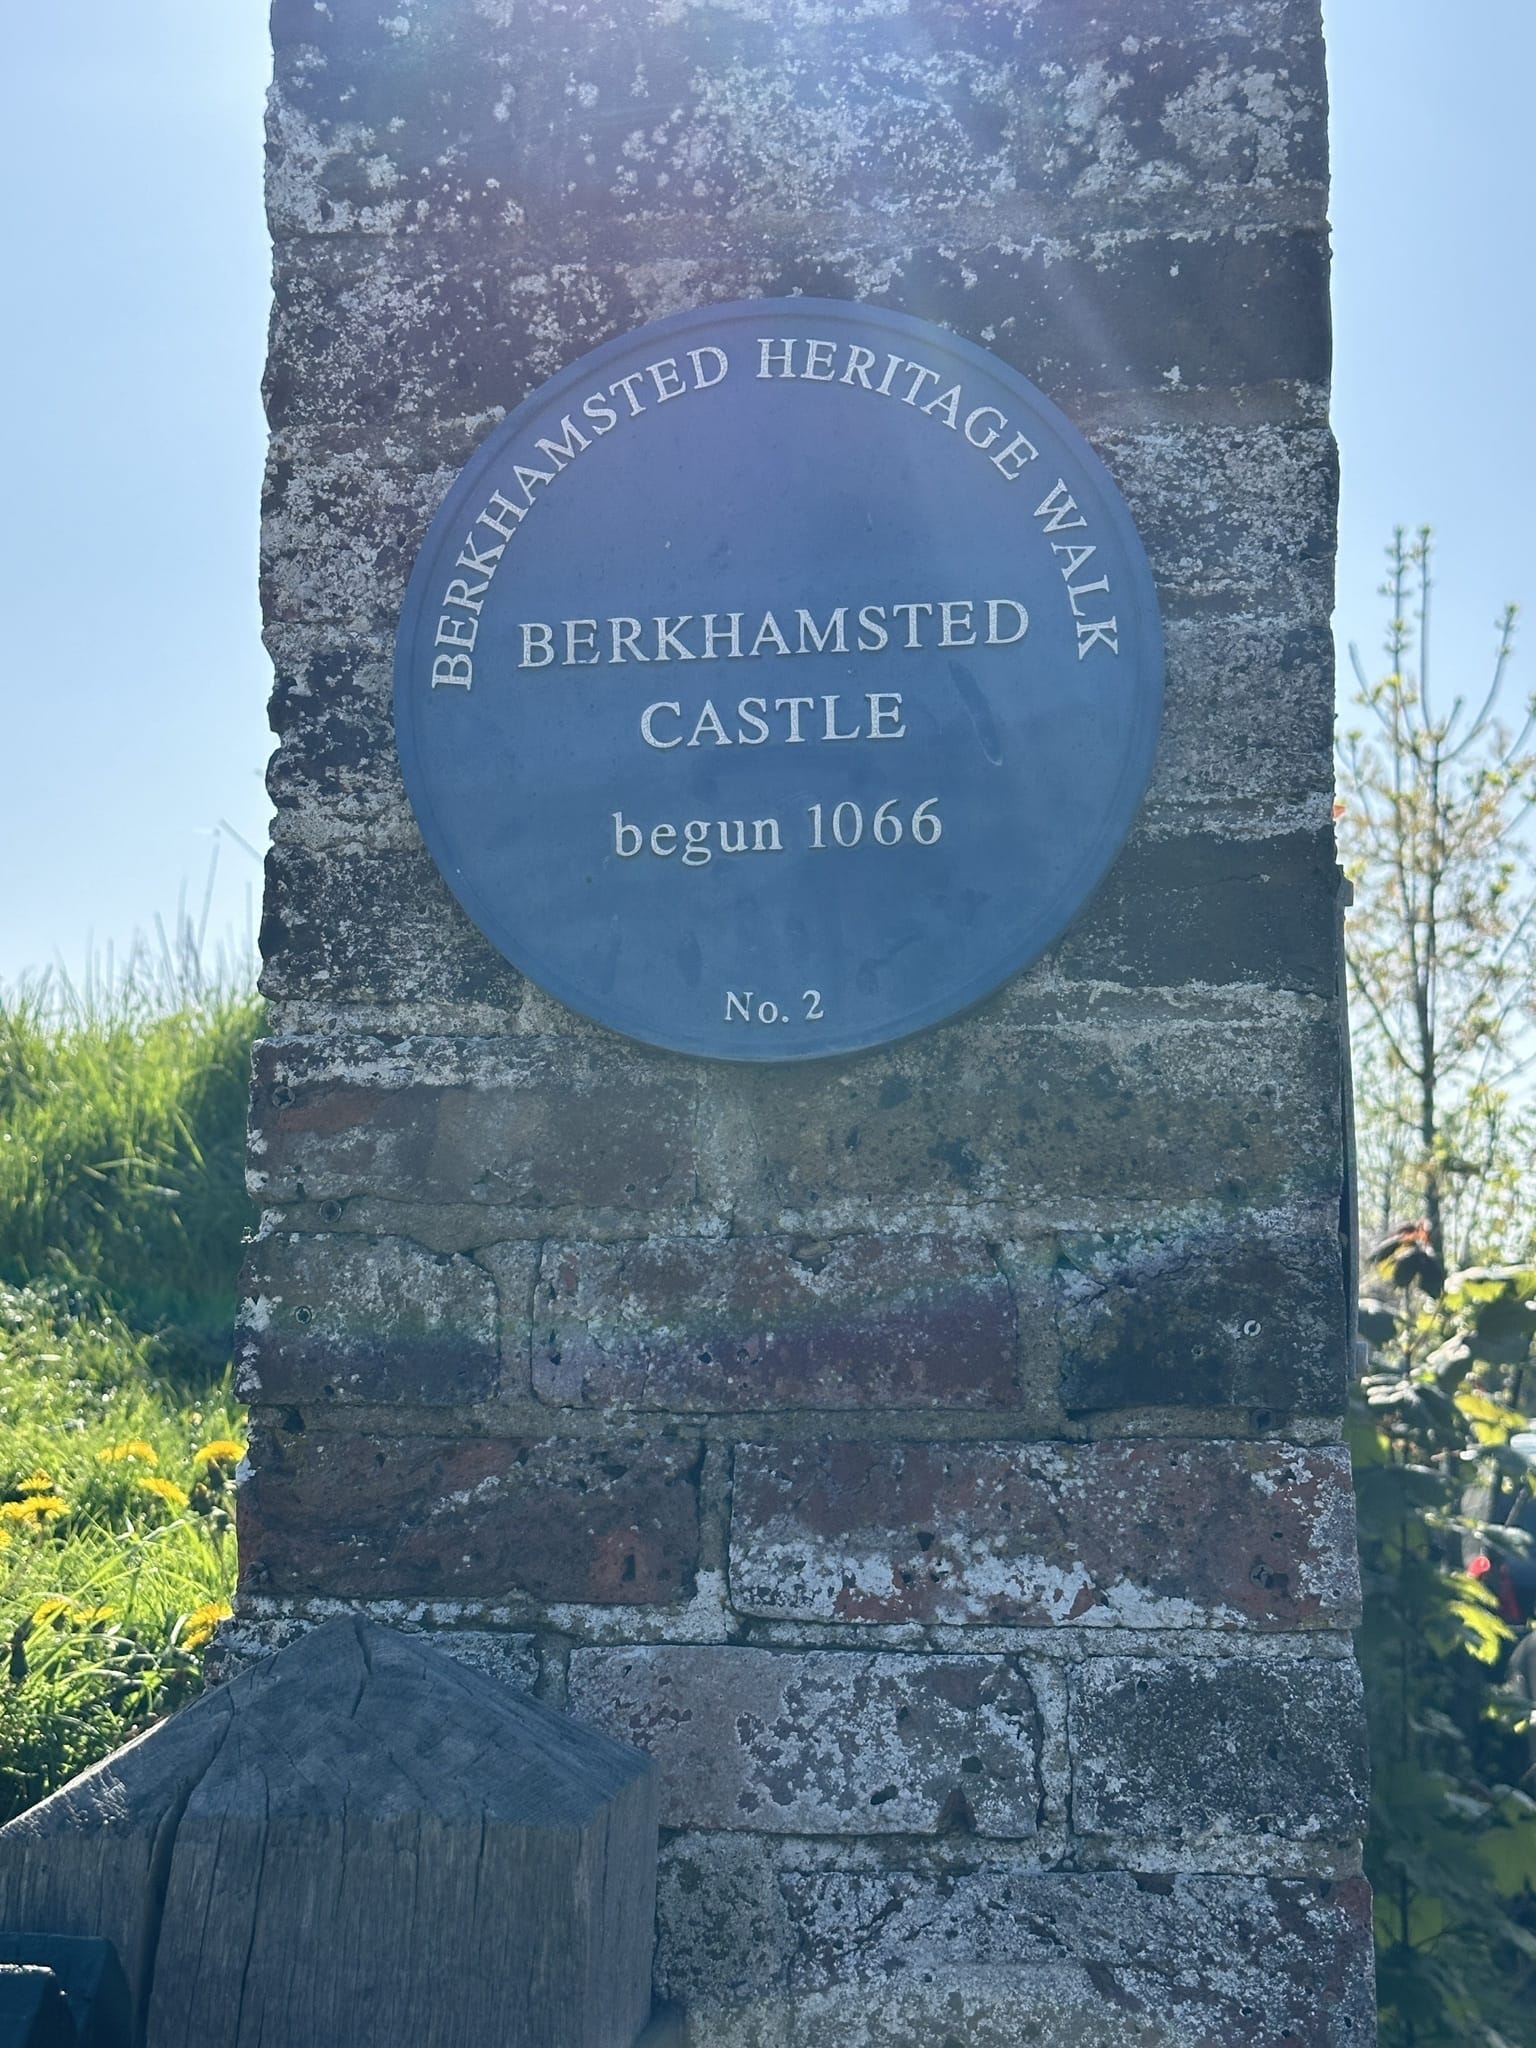 BERKHAMSTED HERITAGE WALK
BERKHAMSTED
CASTLE
begun 1066
No. 2